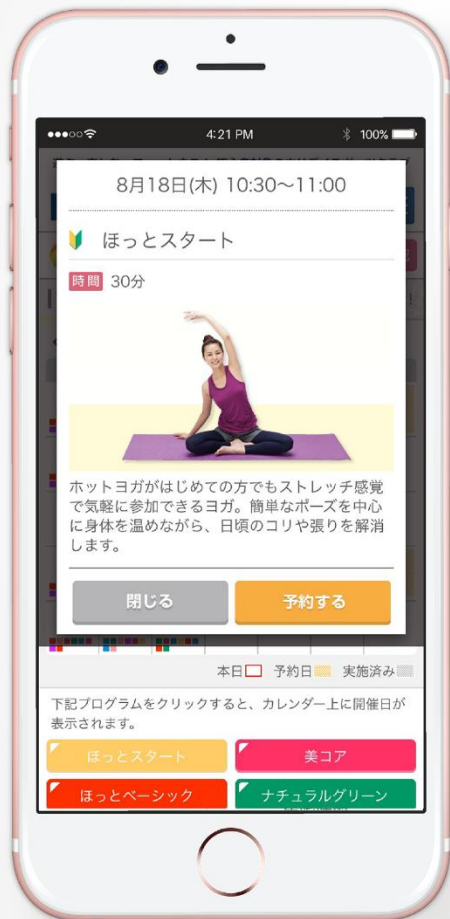 4:21 PM
100%
8月18日(木) 10:30～11:00
ほっとスタート
時間 30分
ホットヨガがはじめての方でもストレッチ感覚
で気軽に参加できるヨガ。簡単なポーズを中心
に身体を温めながら、日頃のコリや張りを解消
します。
閉じる 予約する
本日 予約日 実施済み
下記プログラムをクリックすると、カレンダー上に開催日が
表示されます。
ほっとスタート 美コア
ほっとベーシック ナチュラルグリーン